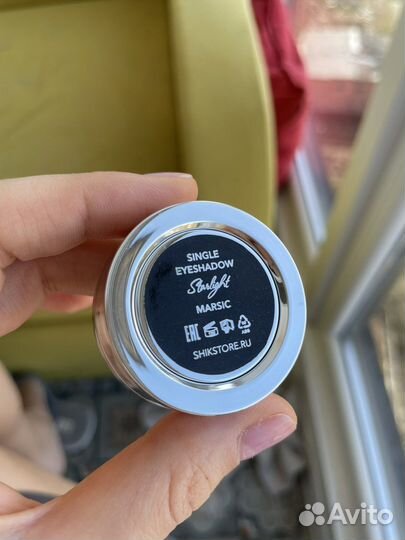 SINGLE
EYESHADOW
Starlight
MARSIC
EAC
ABS
SHIKSTORE.RU
Avito